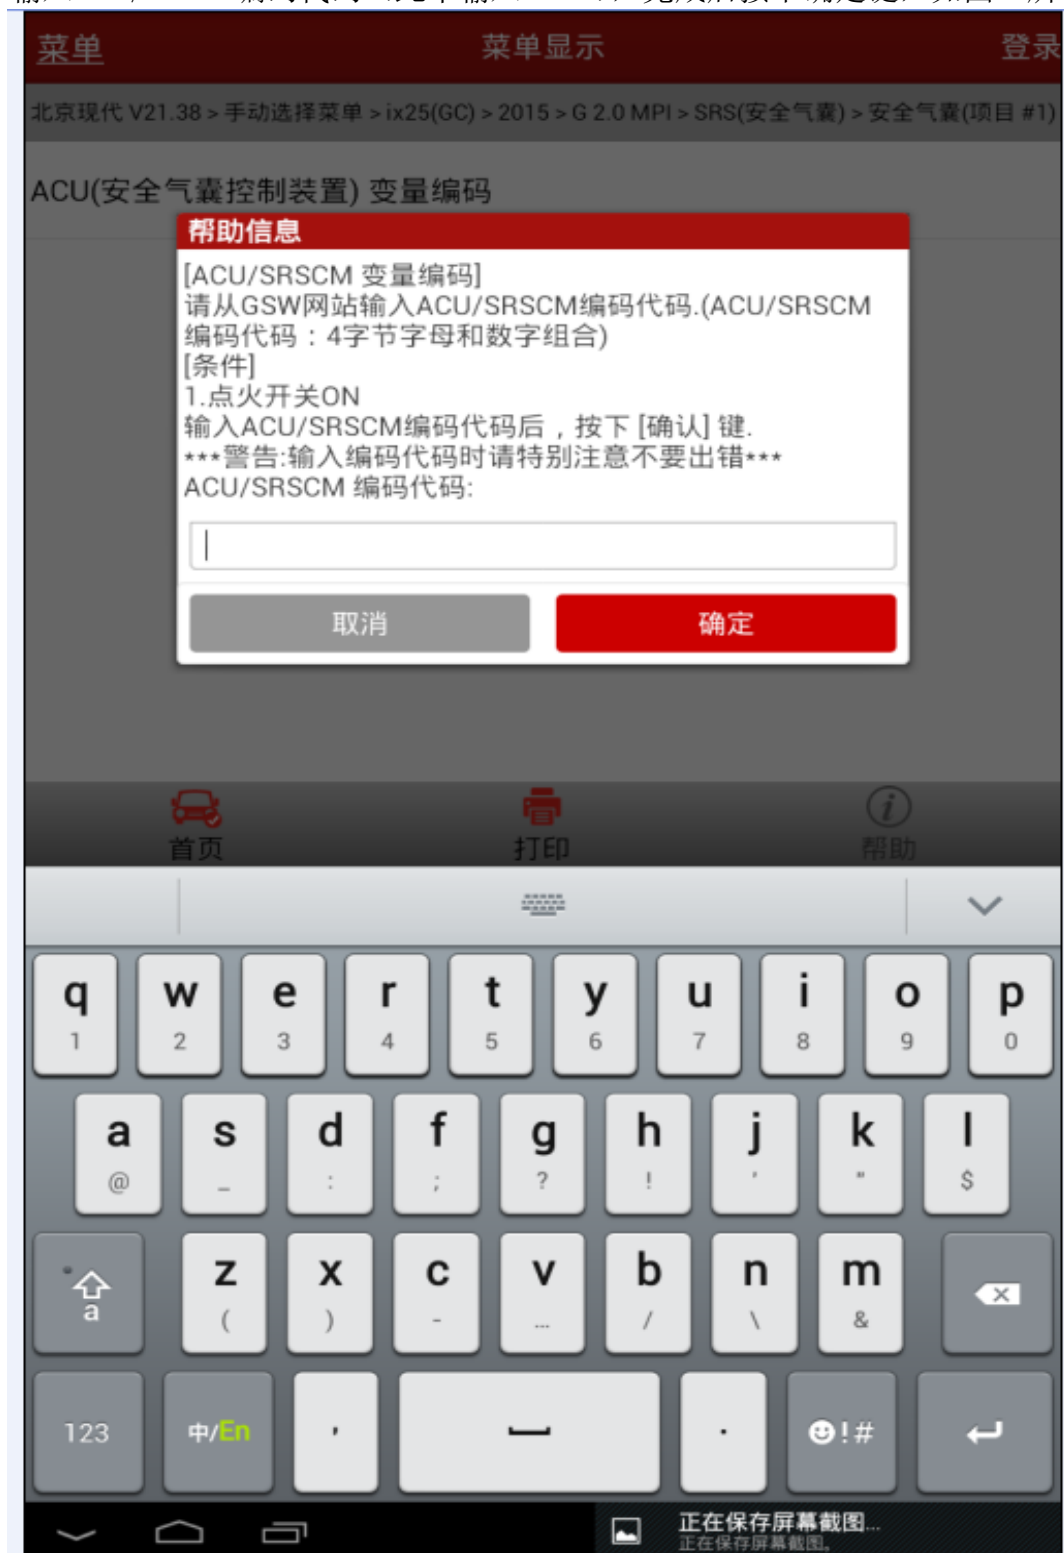 菜单 菜单显示 登录
北京现代 V21.38 > 手动选择菜单 > ix25(GC) > 2015 > G 2.0 MPI > SRS(安全气囊) > 安全气囊(项目 #1)
ACU(安全气囊控制装置) 变量编码
帮助信息
[ACU/SRSCM 变量编码]
请从GSW网站输入ACU/SRSCM编码代码.(ACU/SRSCM
编码代码：4字节字母和数字组合)
[条件]
1.点火开关ON
输入ACU/SRSCM编码代码后，按下 [确认] 键.
***警告:输入编码代码时请特别注意不要出错***
ACU/SRSCM 编码代码:
取消 确定
首页 打印 帮助
q w e r t y u i o p
1 2 3 4 5 6 7 8 9 0
a s d f g h j k l
@ _ : ; ? ! ' " $
a z x c v b n m
( ) - ... / \ &
123 中/En , . !#
正在保存屏幕截图...
正在保存屏幕截图。